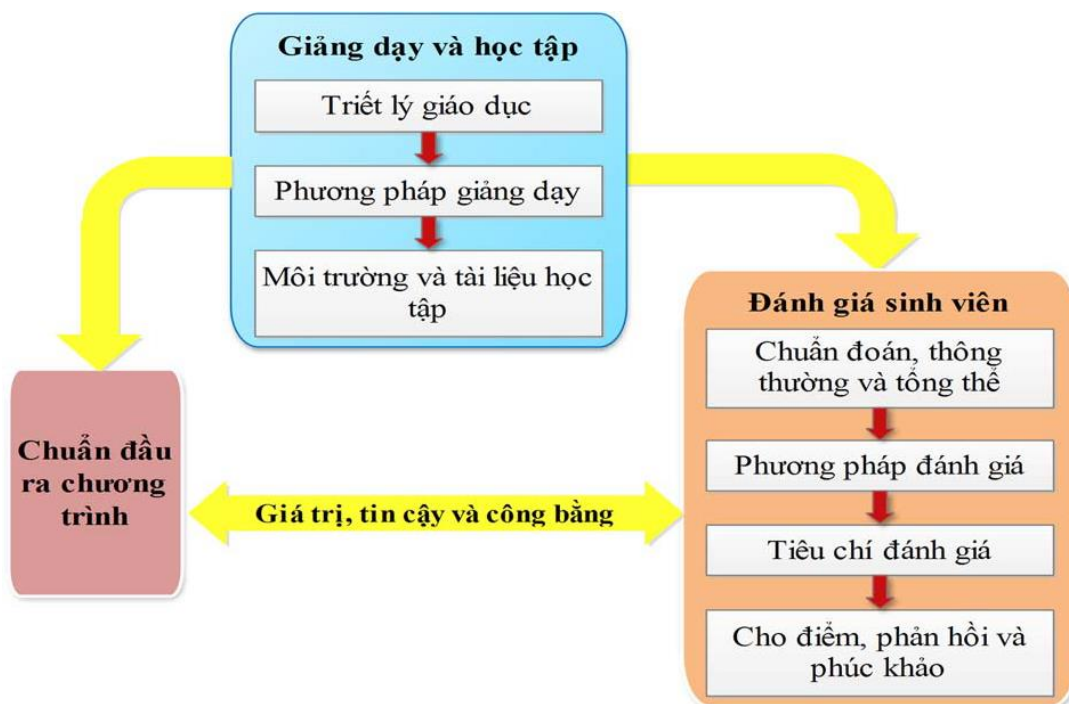 Giảng dạy và học tập
Triết lý giáo dục
Phương pháp giảng dạy
Môi trường và tài liệu học
tập
Đánh giá sinh viên
Chuẩn đoán, thông
thường và tổng thể
Phương pháp đánh giá
Tiêu chí đánh giá
Cho điểm, phản hồi và
phúc khảo
Chuẩn đầu
ra chương
trình
Giá trị, tin cậy và công bằng